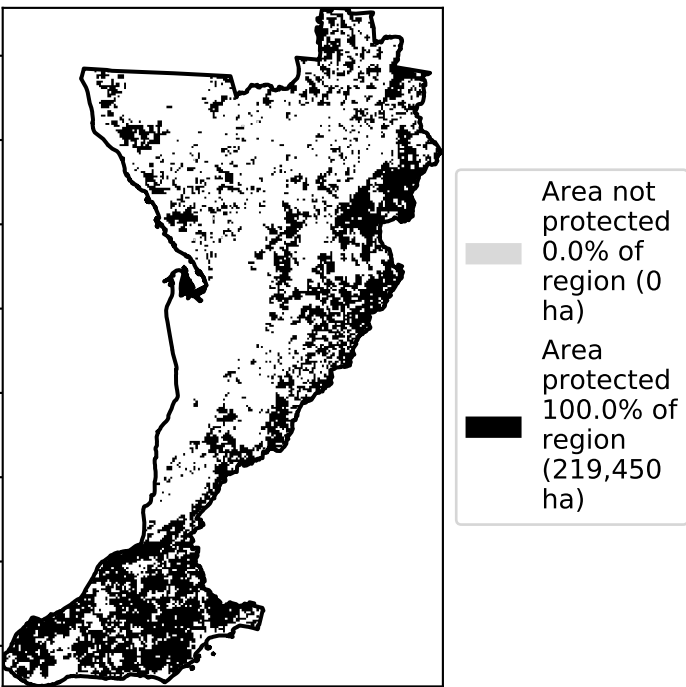 Area not
protected
0.0% of
region (0
ha)
Area
protected
100.0% of
region
(219,450
ha)